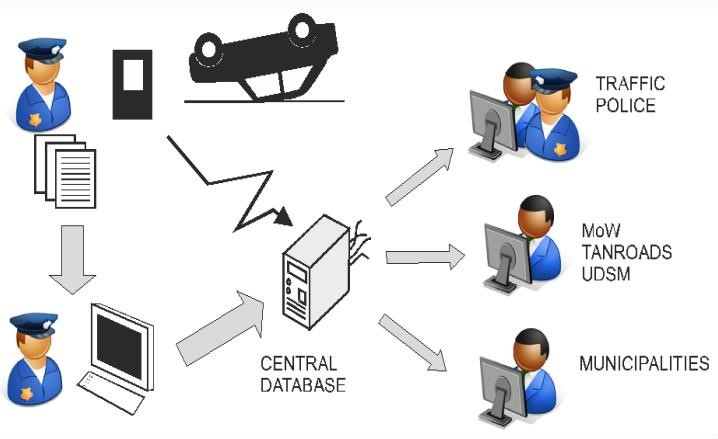 TRAFFIC
POLICE
MoW
TANROADS
UDSM
CENTRAL
DATABASE
MUNICIPALITIES